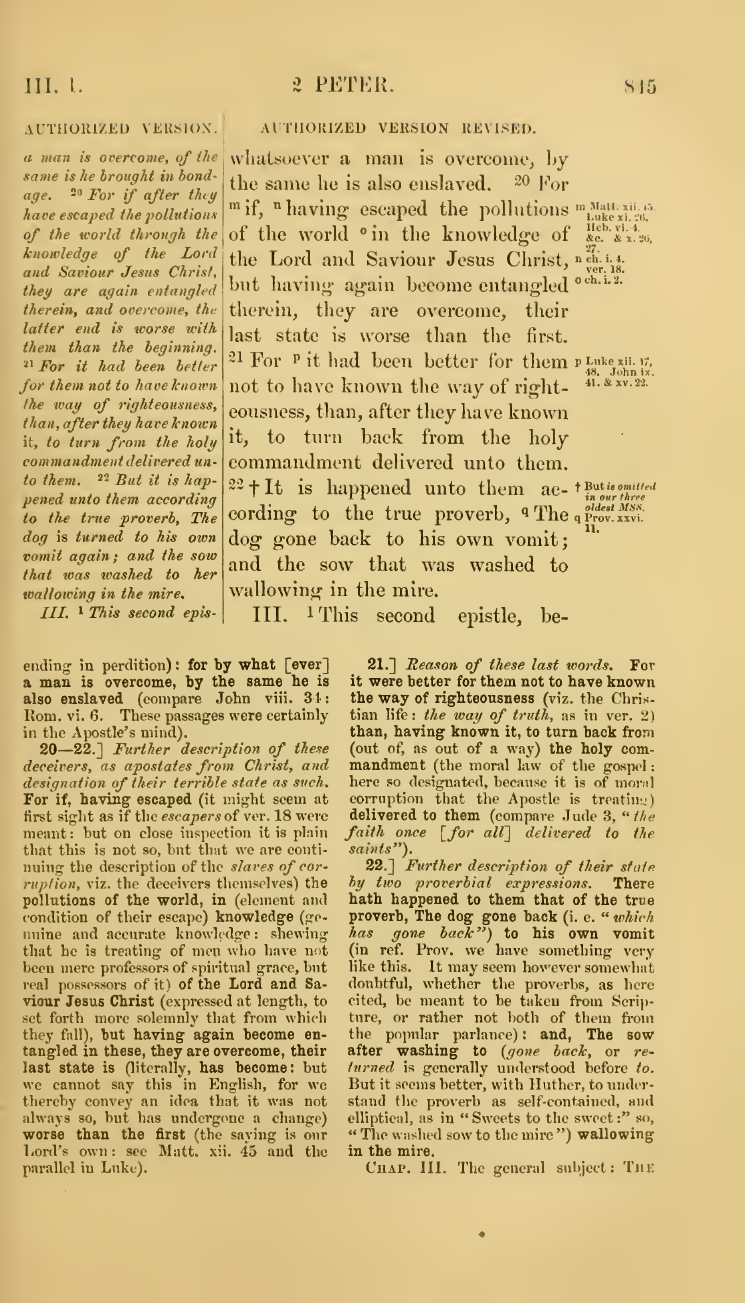 III. 1.
2 PETER.
815
AUTHORIZED VERSION.
a man is overcome, of the
same is he brought in bond-
age. 20 For if after they
have escaped the pollutions
of the world through the
knowledge of the Lord
and Saviour Jesus Christ,
they are again entangled
therein, and overcome, the
latter end is worse with
them than the beginning.
21 For it had been better
for them not to have known
the way of righteousness,
than, after they have known
it, to turn from the holy
commandment delivered un-
to them. 22 But it is hap-
pened unto them according
to the true proverb, The
dog is turned to his own
vomit again; and the sow
that was washed to her
wallowing in the mire.
III. 1 This second epis-
AUTHORIZED VERSION REVISED.
whatsoever a man is overcome, by
the same he is also enslaved. 20 For
m if, n having escaped the pollutions
of the world o in the knowledge of
the Lord and Saviour Jesus Christ,
but having again become entangled
therein, they are overcome, their
last state is worse than the first.
21 For p it had been better for them
not to have known the way of right-
eousness, than, after they have known
it, to turn back from the holy
commandment delivered unto them.
22 † It is happened unto them ac-
cording to the true proverb, q The
dog gone back to his own vomit;
and the sow that was washed to
wallowing in the mire.
III. 1 This second epistle, be-
m Matt. xii. 45.
Luke xi. 26.
Heb. vi. 4,
&c. & x. 26,
27.
n ch. i. 4.
ver. 18.
o ch. i. 2.
p Luke xii. 47,
48. John ix.
41. & xv. 22.
† But is omitted
in our three
oldest MSS.
q Prov. xxvi.
11.
ending in perdition): for by what [ever]
a man is overcome, by the same he is
also enslaved (compare John viii. 34:
Rom. vi. 6. These passages were certainly
in the Apostle's mind).
20—22.] Further description of these
deceivers, as apostates from Christ, and
designation of their terrible state as such.
For if, having escaped (it might seem at
first sight as if the escapers of ver. 18 were
meant: but on close inspection it is plain
that this is not so, but that we are conti-
nuing the description of the slaves of cor-
ruption, viz. the deceivers themselves) the
pollutions of the world, in (element and
condition of their escape) knowledge (ge-
nuine and accurate knowledge: shewing
that he is treating of men who have not
been mere professors of spiritual grace, but
real possessors of it) of the Lord and Sa-
viour Jesus Christ (expressed at length, to
set forth more solemnly that from which
they fall), but having again become en-
tangled in these, they are overcome, their
last state is (literally, has become: but
we cannot say this in English, for we
thereby convey an idea that it was not
always so, but has undergone a change)
worse than the first (the saying is our
Lord's own: see Matt. xii. 45 and the
parallel in Luke).
21.] Reason of these last words. For
it were better for them not to have known
the way of righteousness (viz. the Chris-
tian life: the way of truth, as in ver. 2)
than, having known it, to turn back from
(out of, as out of a way) the holy com-
mandment (the moral law of the gospel:
here so designated, because it is of moral
corruption that the Apostle is treating)
delivered to them (compare Jude 3, "the
faith once [for all] delivered to the
saints").
22.] Further description of their state
by two proverbial expressions. There
hath happened to them that of the true
proverb, The dog gone back (i. e. "which
has gone back") to his own vomit
(in ref. Prov. we have something very
like this. It may seem however somewhat
doubtful, whether the proverbs, as here
cited, be meant to be taken from Scrip-
ture, or rather not both of them from
the popular parlance): and, The sow
after washing to (gone back, or re-
turned is generally understood before to.
But it seems better, with Huther, to under-
stand the proverb as self-contained, and
elliptical, as in "Sweets to the sweet:" so,
"The washed sow to the mire") wallowing
in the mire.
CHAP. III. The general subject: THE